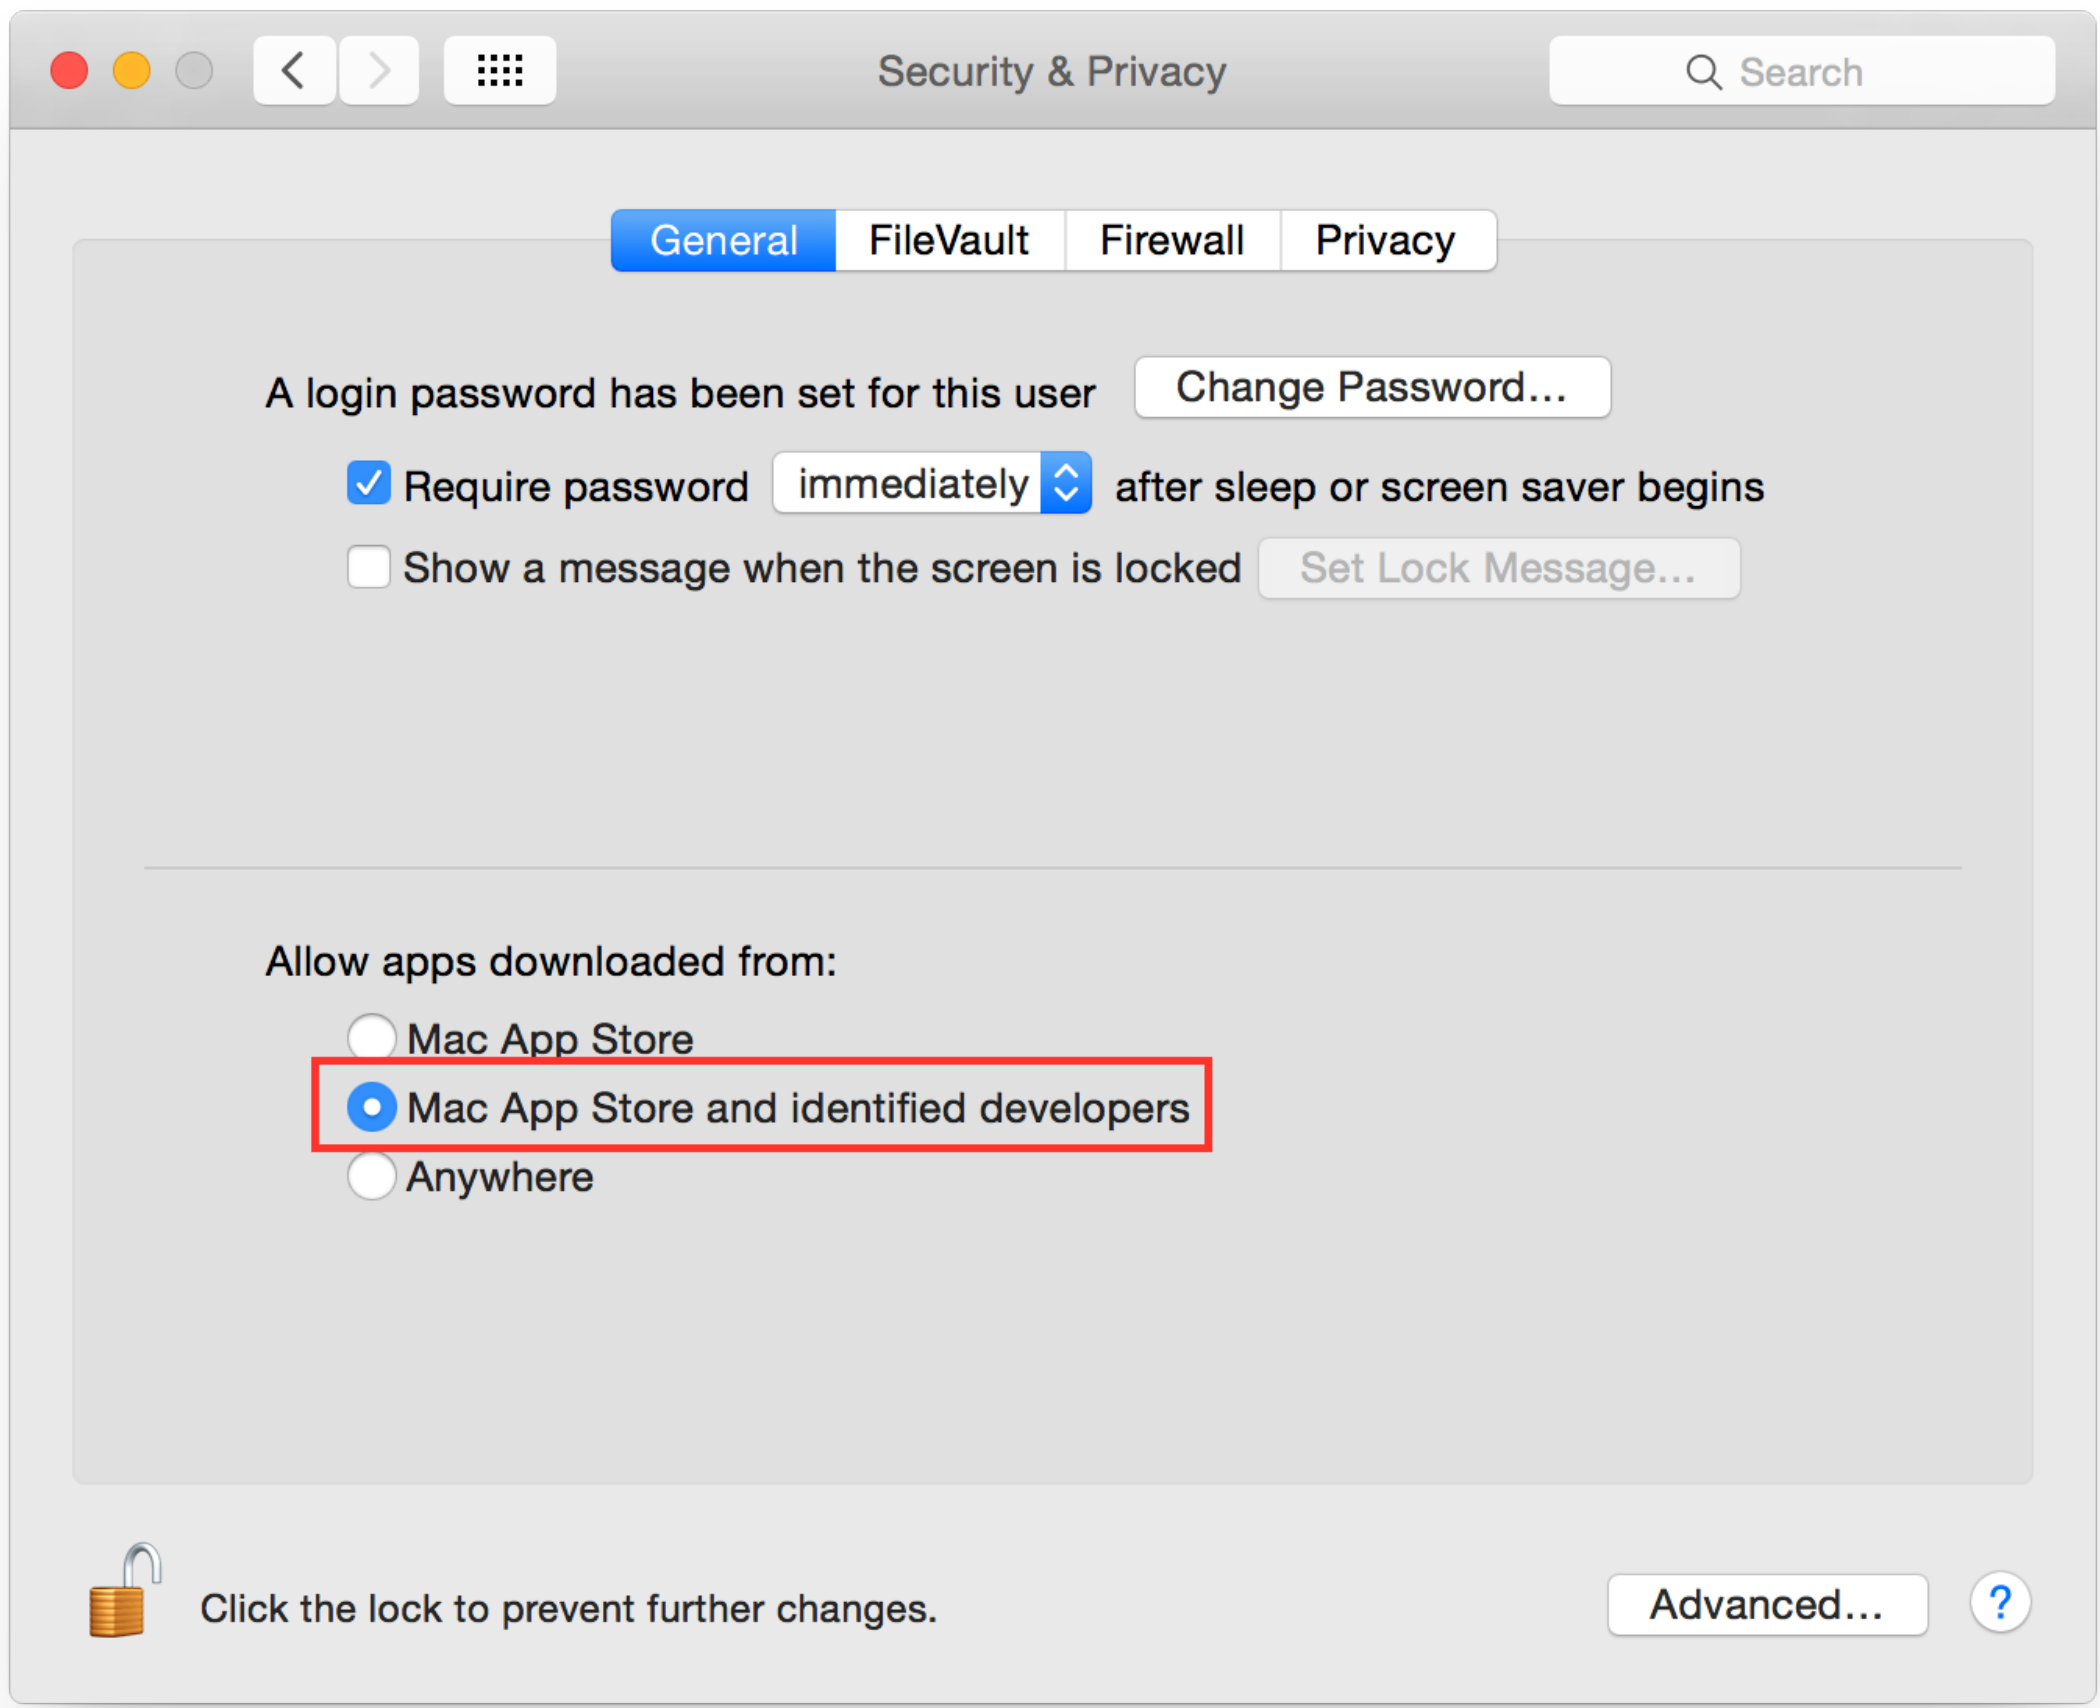 Security & Privacy
Search
General FileVault Firewall Privacy
A login password has been set for this user Change Password...
Require password immediately after sleep or screen saver begins
Show a message when the screen is locked Set Lock Message...
Allow apps downloaded from:
Mac App Store
Mac App Store and identified developers
Anywhere
Click the lock to prevent further changes. Advanced... ?